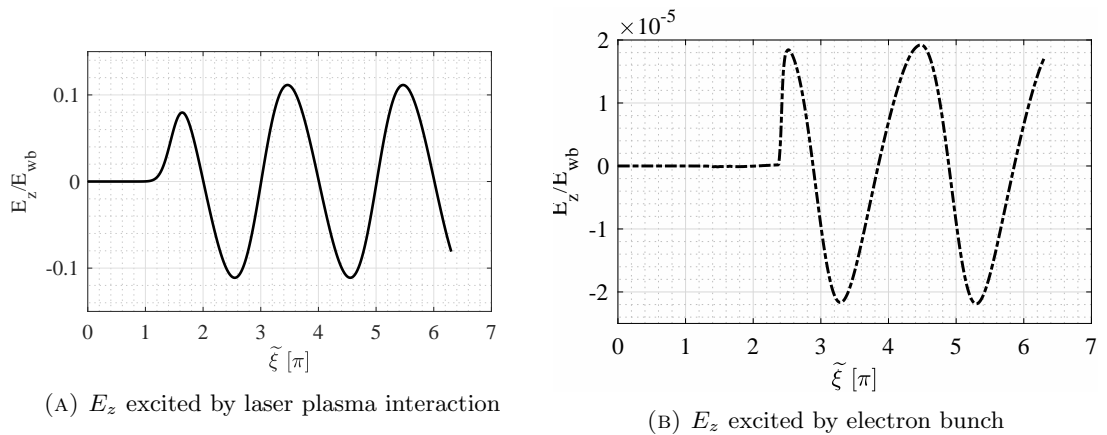 0.1
0
-0.1
E_z/E_wb
0 1 2 3 4 5 6 7
ξ̃ [π]
(A) E_z excited by laser plasma interaction
×10^-5
2
1
0
-1
-2
E_z/E_wb
0 1 2 3 4 5 6 7
ξ̃ [π]
(B) E_z excited by electron bunch